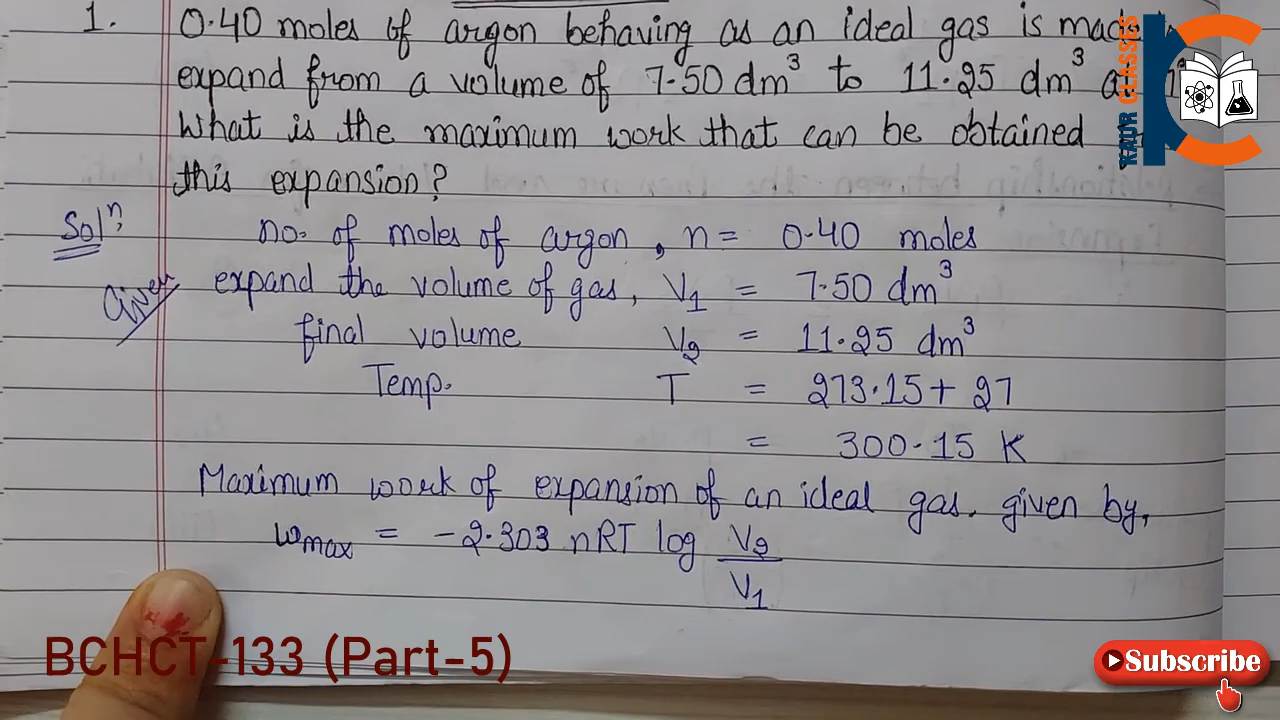 1. 0.40 moles of argon behaving as an ideal gas is made
expand from a volume of 7.50 dm³ to 11.25 dm³ at
What is the maximum work that can be obtained
this expansion?
Solⁿ: no. of moles of argon, n = 0.40 moles
Given expand the volume of gas, V₁ = 7.50 dm³
final volume V₂ = 11.25 dm³
Temp. T = 273.15 + 27
= 300.15 K
Maximum work of expansion of an ideal gas. given by,
wmax = -2.303 nRT log V₂
V₁
KAUR CLASSES
BCHCT-133 (Part-5)
Subscribe